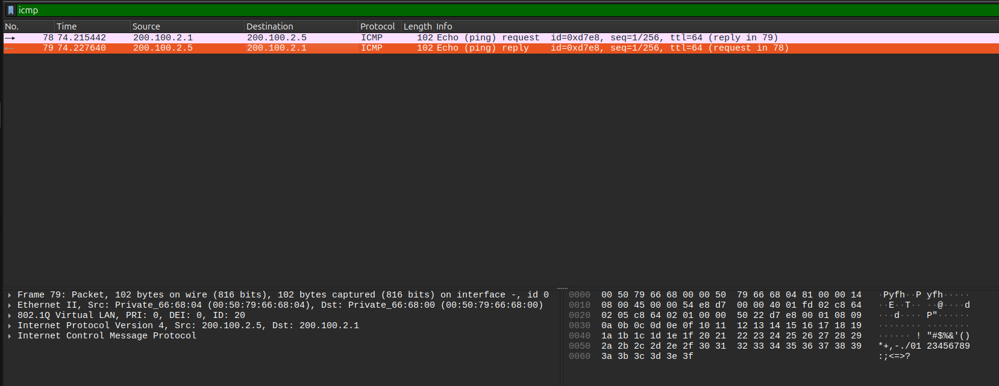 icmp
No. Time Source Destination Protocol Length Info
78 74.215442 200.100.2.1 200.100.2.5 ICMP 102 Echo (ping) request id=0xd7e8, seq=1/256, ttl=64 (reply in 79)
79 74.227640 200.100.2.5 200.100.2.1 ICMP 102 Echo (ping) reply id=0xd7e8, seq=1/256, ttl=64 (request in 78)
Frame 79: Packet, 102 bytes on wire (816 bits), 102 bytes captured (816 bits) on interface -, id 0
Ethernet II, Src: Private_66:68:04 (00:50:79:66:68:04), Dst: Private_66:68:00 (00:50:79:66:68:00)
802.1Q Virtual LAN, PRI: 0, DEI: 0, ID: 20
Internet Protocol Version 4, Src: 200.100.2.5, Dst: 200.100.2.1
Internet Control Message Protocol
0000 00 50 79 66 68 00 00 50 79 66 68 04 81 00 00 14 ·Pyfh··P yfh·····
0010 08 00 45 00 00 54 e8 d7 00 00 40 01 fd 02 c8 64 ··E··T·· ··@····d
0020 02 05 c8 64 02 01 00 00 50 22 d7 e8 00 01 08 09 ···d···· P"······
0030 0a 0b 0c 0d 0e 0f 10 11 12 13 14 15 16 17 18 19 ········ ········
0040 1a 1b 1c 1d 1e 1f 20 21 22 23 24 25 26 27 28 29 ······ ! "#$%&'()
0050 2a 2b 2c 2d 2e 2f 30 31 32 33 34 35 36 37 38 39 *+,-./01 23456789
0060 3a 3b 3c 3d 3e 3f :;<=>?